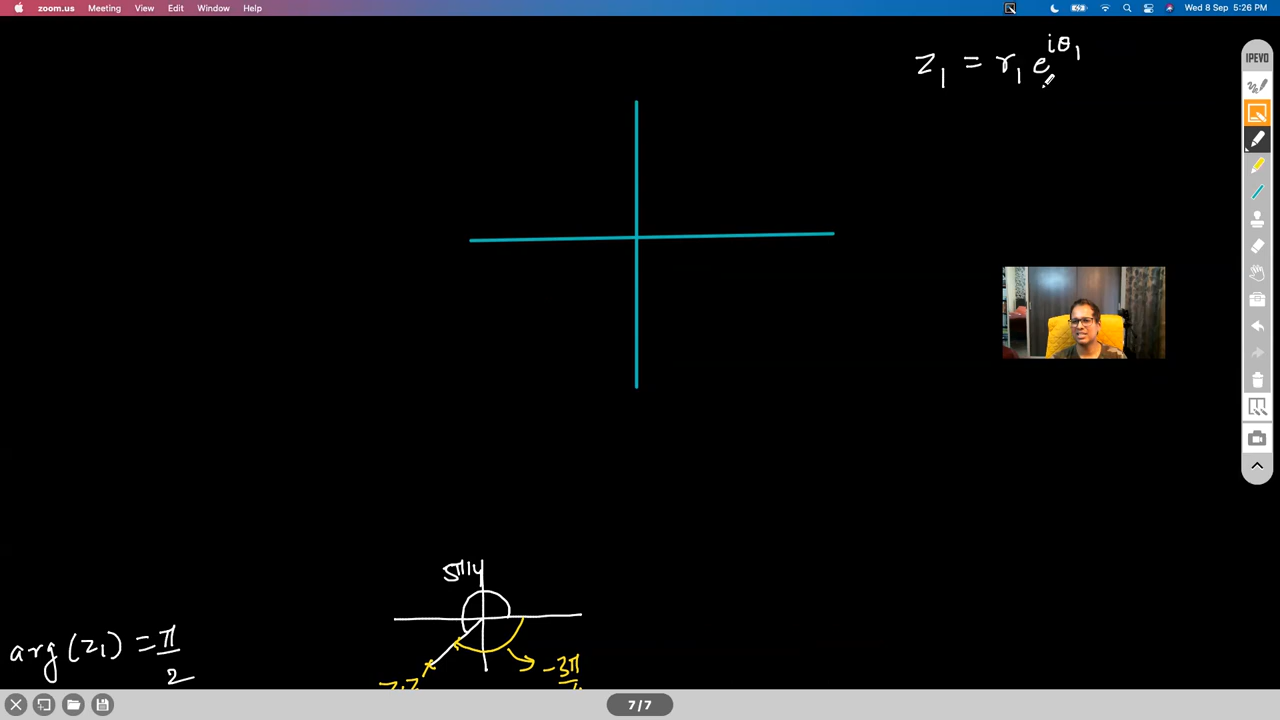 zoom.us Meeting View Window Help Wed 8 Sep 5:26 PM
z₁ = r₁ e^{iθ₁}
IPEVO
5π/4
arg(z₁) = π/2
-3π
7/7